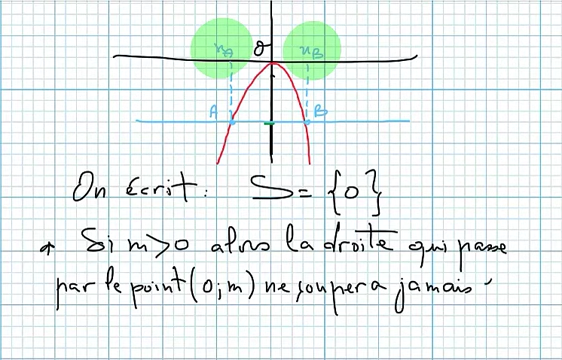 x_A 0 x_B
A B
On écrit: S = {0}
* Si m>0 alors la droite qui passe
par le point (0;m) ne coupera jamais